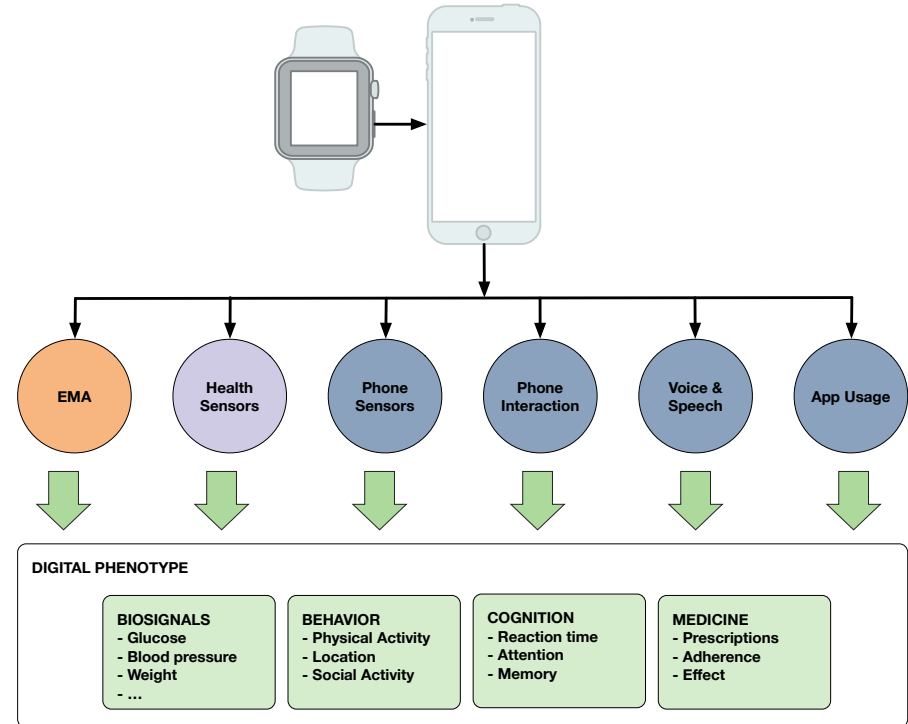 EMA
Health
Sensors
Phone
Sensors
Phone
Interaction
Voice &
Speech
App Usage
DIGITAL PHENOTYPE
BIOSIGNALS
- Glucose
- Blood pressure
- Weight
- ...
BEHAVIOR
- Physical Activity
- Location
- Social Activity
COGNITION
- Reaction time
- Attention
- Memory
MEDICINE
- Prescriptions
- Adherence
- Effect